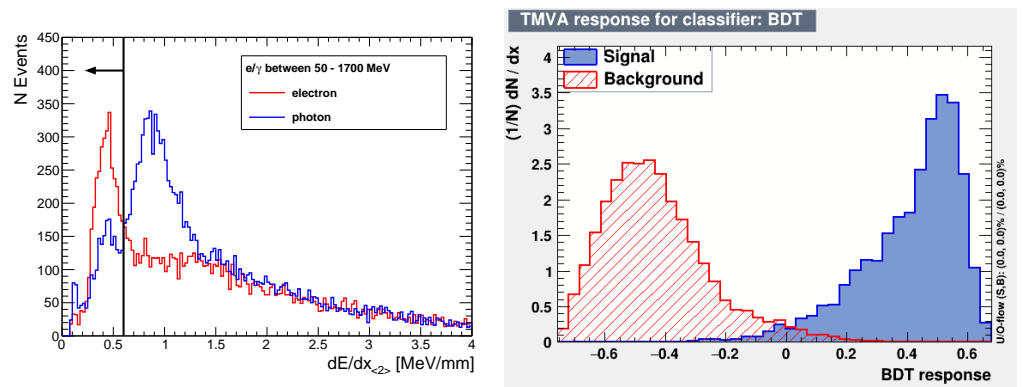 N Events
450
400
350
300
250
200
150
100
50
0
e/γ between 50 - 1700 MeV
electron
photon
0 0.5 1 1.5 2 2.5 3 3.5 4
dE/dx<2> [MeV/mm]
TMVA response for classifier: BDT
(1/N) dN / dx
4
3.5
3
2.5
2
1.5
1
0.5
0
Signal
Background
−0.6 −0.4 −0.2 0 0.2 0.4 0.6
BDT response
U/O-flow (S,B): (0.0, 0.0)% / (0.0, 0.0)%